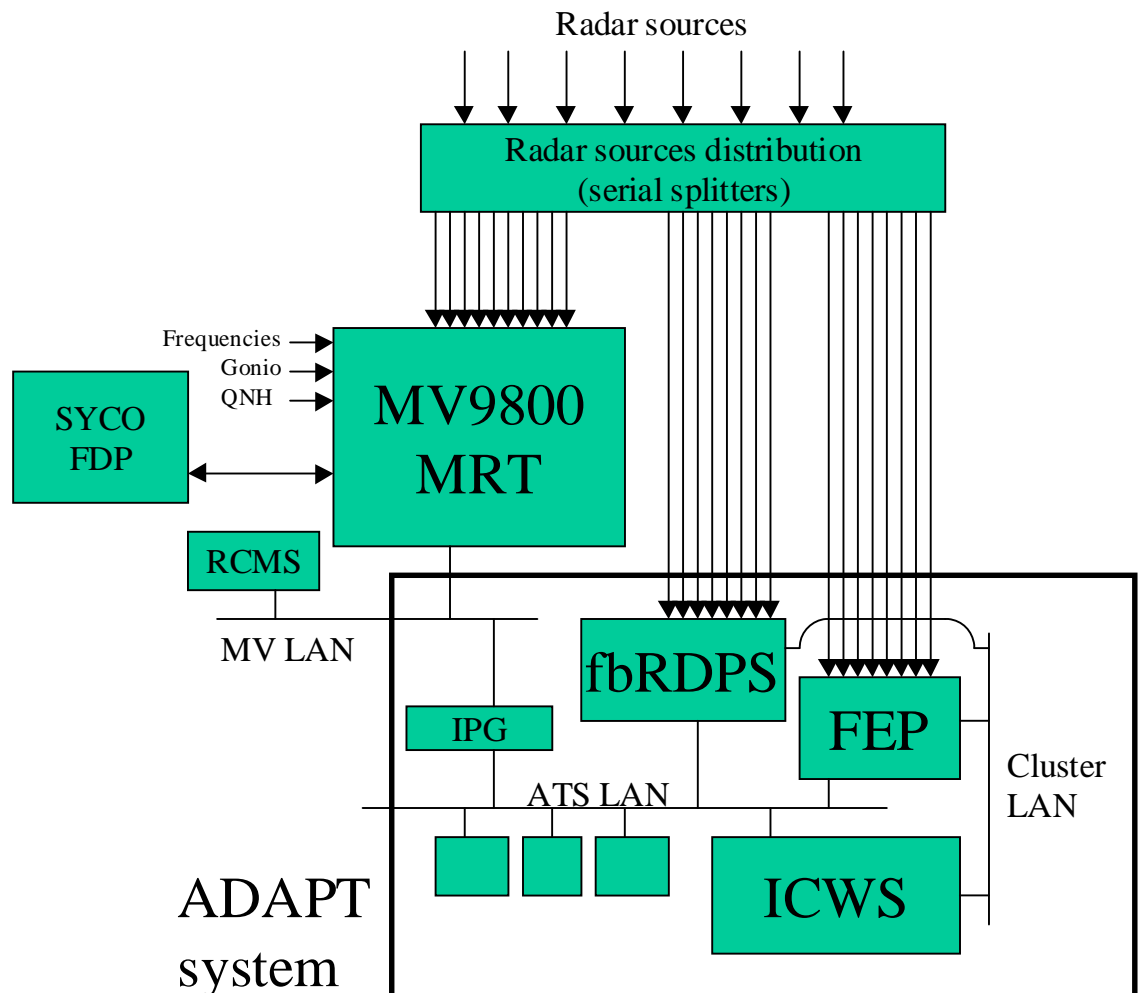 Radar sources
Radar sources distribution
(serial splitters)
Frequencies
Gonio
QNH
MV9800
MRT
SYCO
FDP
RCMS
MV LAN
fbRDPS
FEP
IPG
Cluster
LAN
ATS LAN
ICWS
ADAPT
system